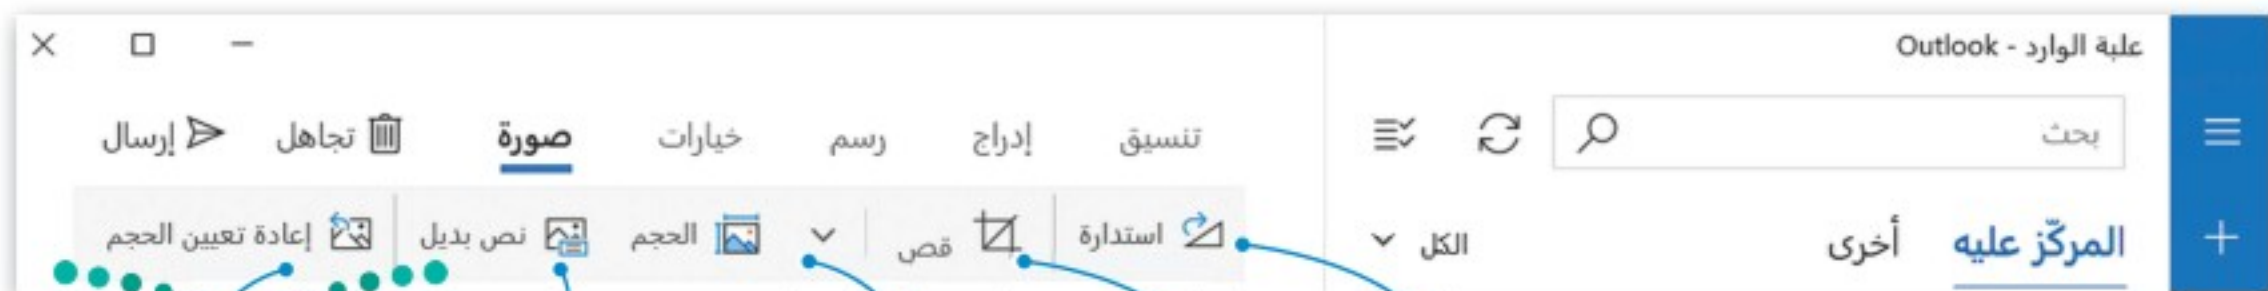 علبة الوارد - Outlook
بحث
تنسيق إدراج رسم خيارات صورة تجاهل إرسال
المركّز عليه أخرى الكل
استدارة قص الحجم نص بديل إعادة تعيين الحجم